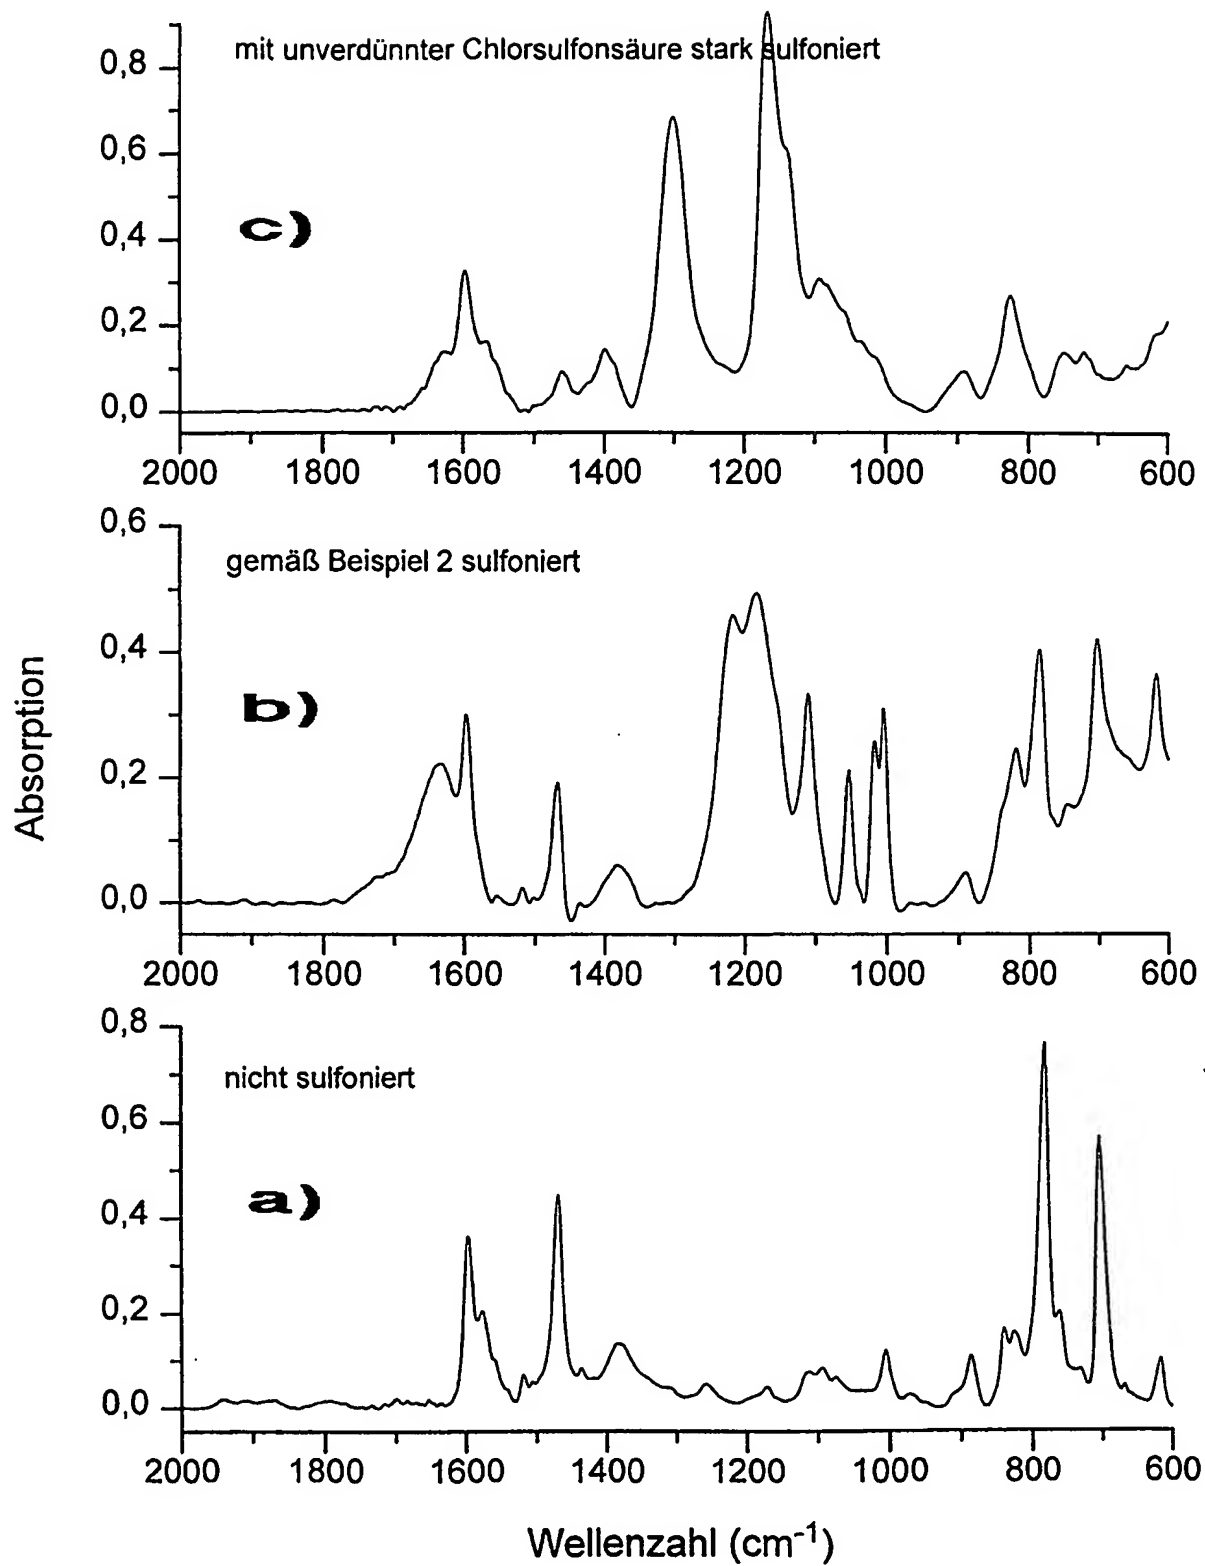 mit unverdünnter Chlorsulfonsäure stark sulfoniert
0,8
0,6
c)
0,4
0,2
0,0
2000 1800 1600 1400 1200 1000 800 600
0,6
gemäß Beispiel 2 sulfoniert
0,4
b)
0,2
0,0
2000 1800 1600 1400 1200 1000 800 600
Absorption
0,8
nicht sulfoniert
0,6
a)
0,4
0,2
0,0
2000 1800 1600 1400 1200 1000 800 600
Wellenzahl (cm⁻¹)